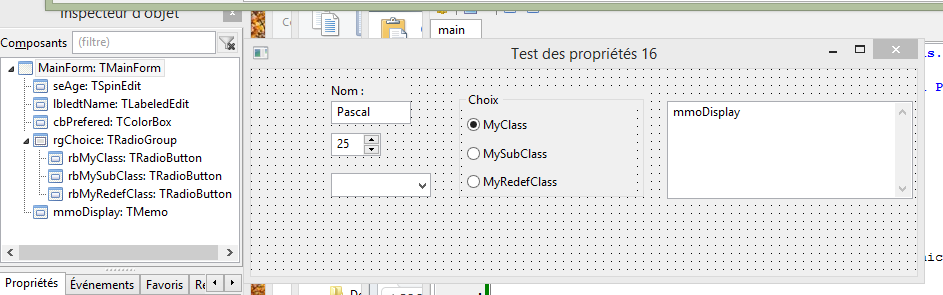 Inspecteur d'objet
Composants (filtre)
MainForm: TMainForm
seAge: TSpinEdit
lbledtName: TLabeledEdit
cbPrefered: TColorBox
rgChoice: TRadioGroup
rbMyClass: TRadioButton
rbMySubClass: TRadioButton
rbMyRedefClass: TRadioButton
mmoDisplay: TMemo
Propriétés Événements Favoris Re
main
Test des propriétés 16
Nom :
Pascal
25
Choix
MyClass
MySubClass
MyRedefClass
mmoDisplay